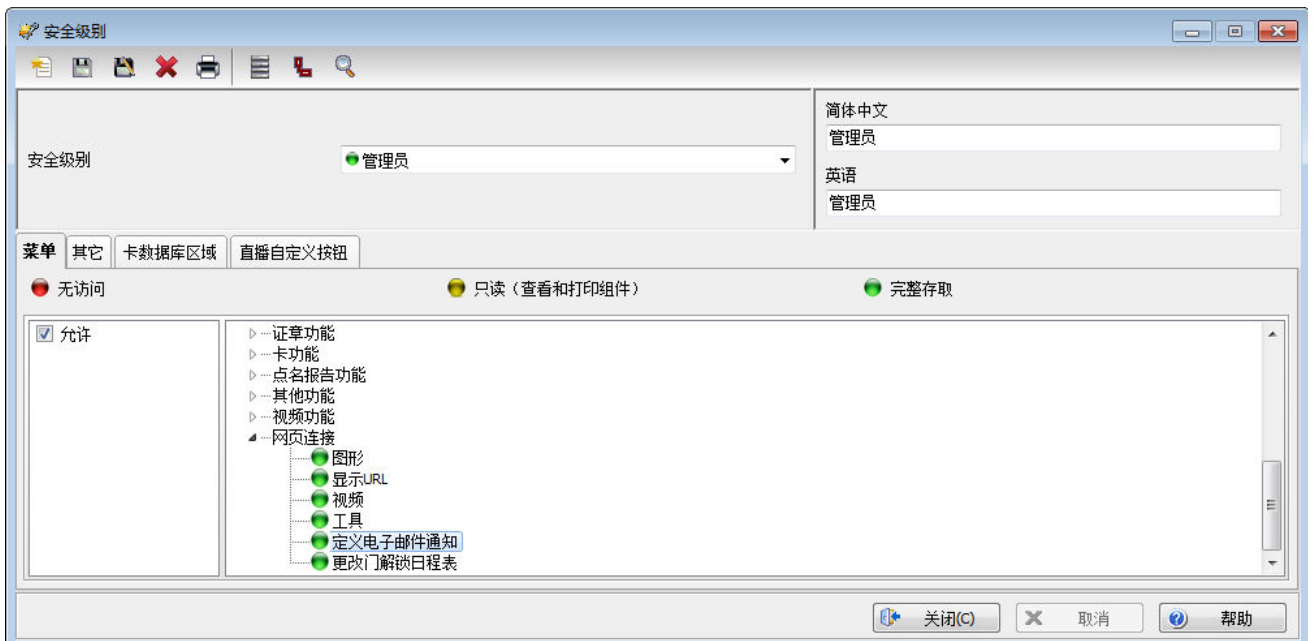 安全级别
安全级别
管理员
简体中文
管理员
英语
管理员
菜单 其它 卡数据库区域 直播自定义按钮
无访问 只读（查看和打印组件） 完整存取
允许
证章功能
卡功能
点名报告功能
其他功能
视频功能
网页连接
图形
显示URL
视频
工具
定义电子邮件通知
更改门解锁日程表
关闭(C) 取消 帮助